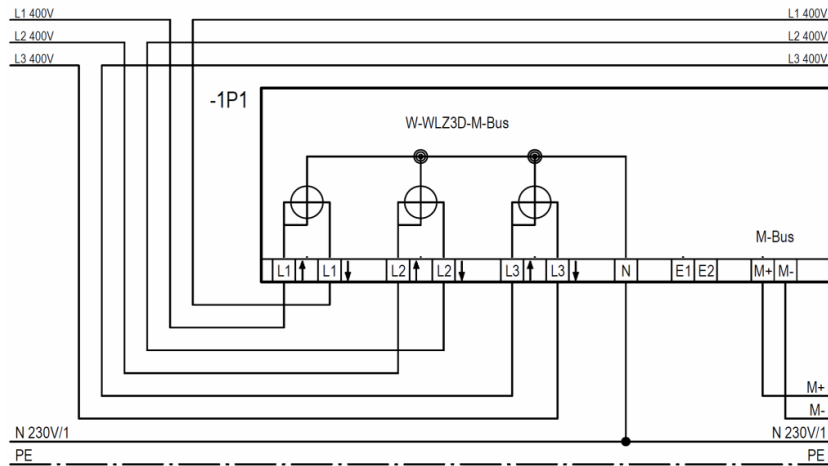 L1 400V L1 400V
L2 400V L2 400V
L3 400V L3 400V
-1P1
W-WLZ3D-M-Bus
M-Bus
L1 L1 L2 L2 L3 L3 N E1 E2 M+ M-
M+
M-
N 230V/1 N 230V/1
PE PE